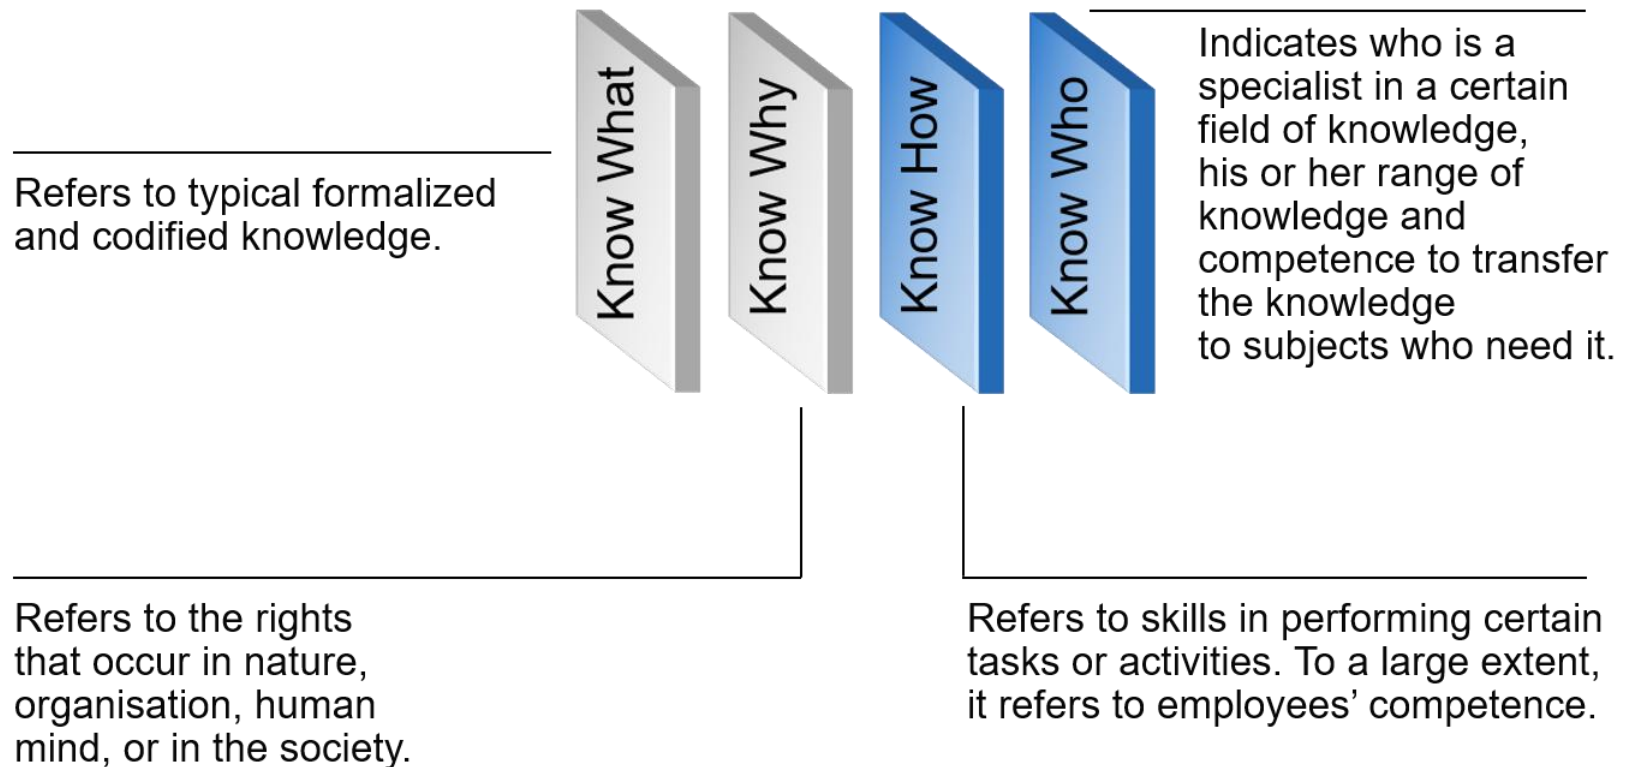 Know What
Know Why
Know How
Know Who
Indicates who is a
specialist in a certain
field of knowledge,
his or her range of
knowledge and
competence to transfer
the knowledge
to subjects who need it.
Refers to typical formalized
and codified knowledge.
Refers to the rights
that occur in nature,
organisation, human
mind, or in the society.
Refers to skills in performing certain
tasks or activities. To a large extent,
it refers to employees’ competence.